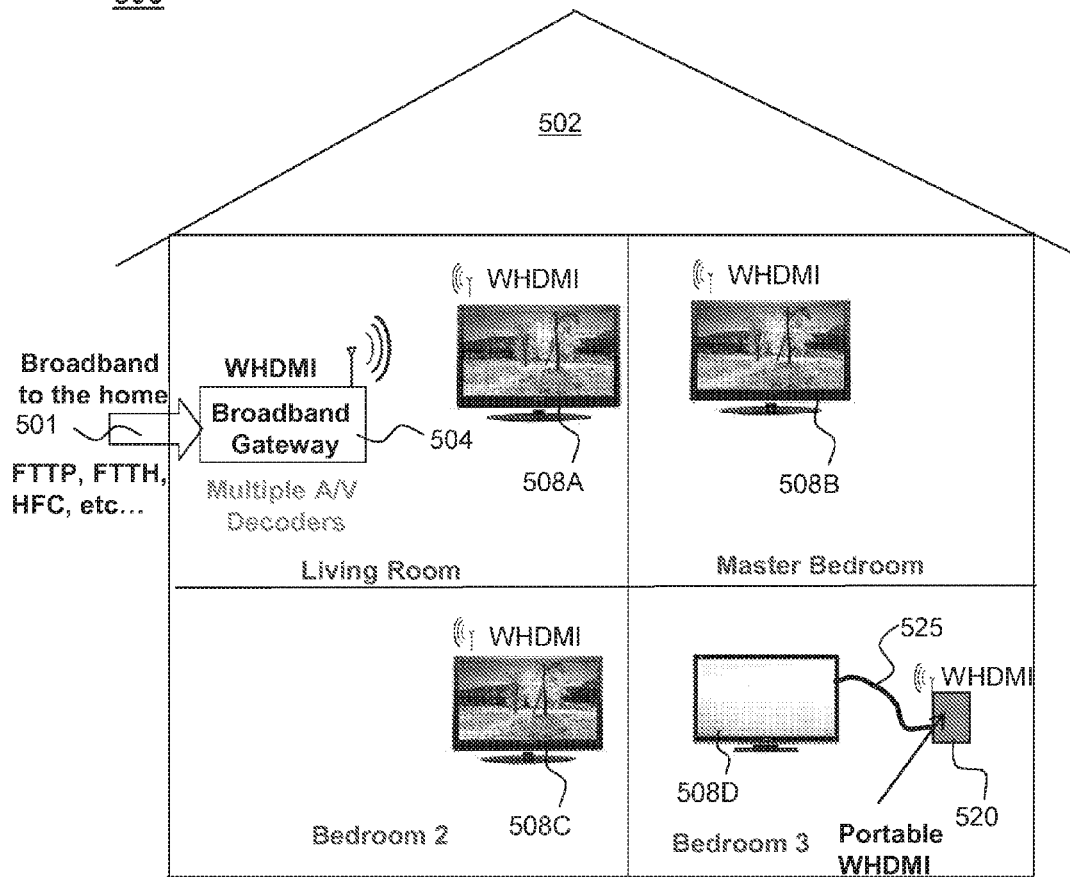 502
WHDMI
WHDMI
Broadband
to the home
501
WHDMI
Broadband
Gateway
504
FTTP, FTTH,
HFC, etc...
Multiple A/V
Decoders
508A
508B
Living Room
Master Bedroom
WHDMI
525
WHDMI
508D
520
508C
Bedroom 2
Bedroom 3
Portable
WHDMI